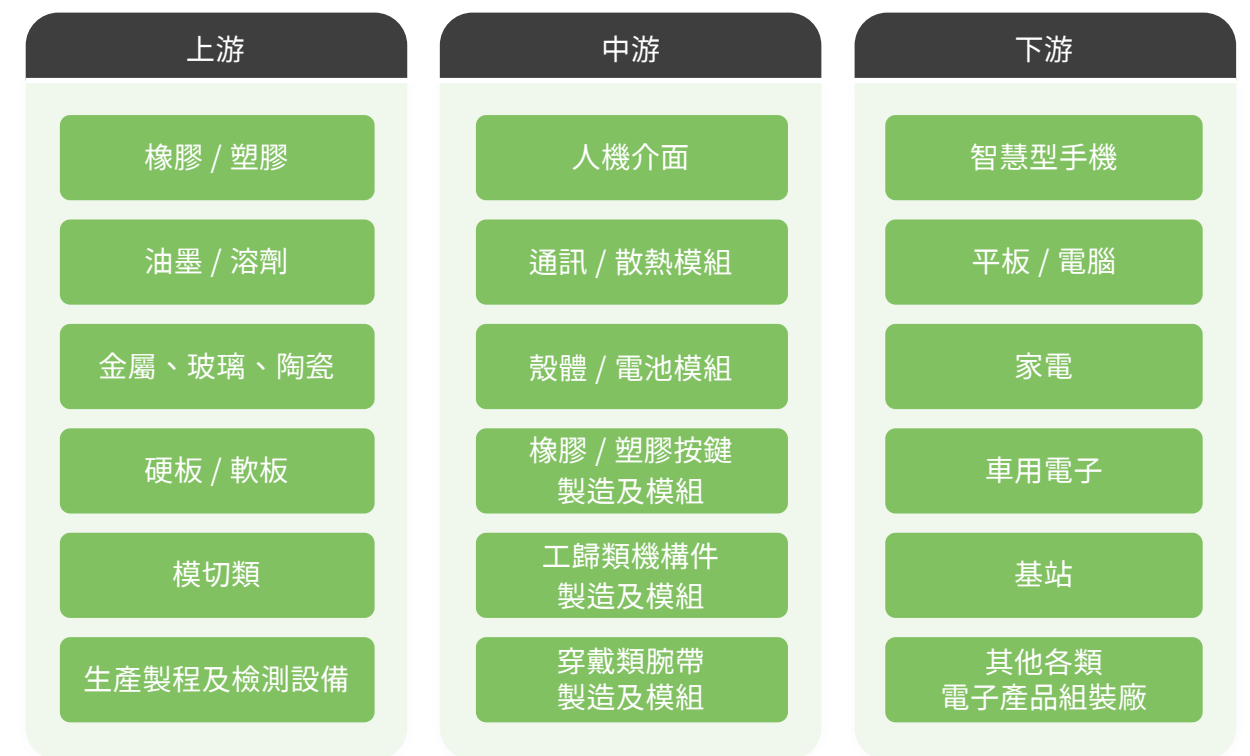 上游
橡膠 / 塑膠
油墨 / 溶劑
金屬、玻璃、陶瓷
硬板 / 軟板
模切類
生產製程及檢測設備
中游
人機介面
通訊 / 散熱模組
殼體 / 電池模組
橡膠 / 塑膠按鍵
製造及模組
工歸類機構件
製造及模組
穿戴類腕帶
製造及模組
下游
智慧型手機
平板 / 電腦
家電
車用電子
基站
其他各類
電子產品組裝廠